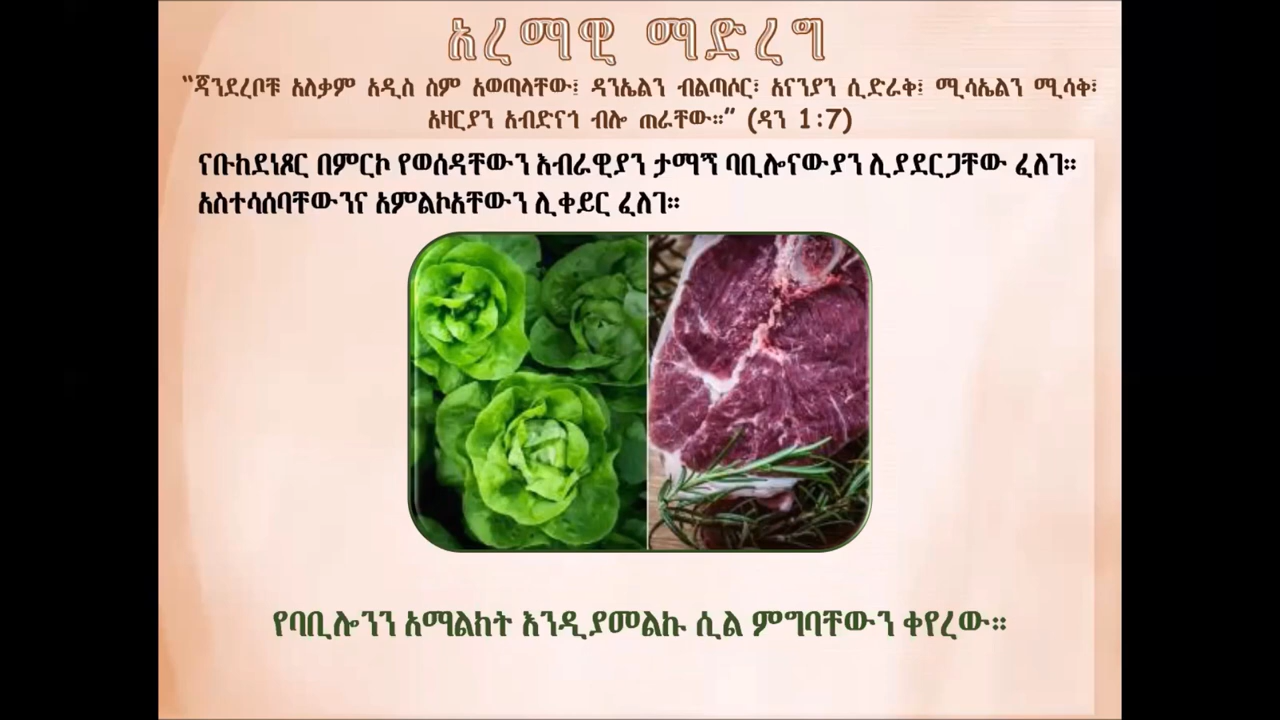 አረማዊ ማድረግ
“ጃንደረቦቹ አለቃም አዲስ ስም አወጣላቸው፤ ዳንኤልን ብልጣሶር፥ አናንያን ሲድራቅ፤ ሚሳኤልን ሚሳቅ፥
አዛርያን አብድናጎ ብሎ ጠራቸው።” (ዳን 1:7)
ናቡከደነጾር በምርኮ የወሰዳቸውን እብራዊያን ታማኝ ባቢሎናውያን ሊያደርጋቸው ፈለገ።
አስተሳሰባቸውንና አምልኮአቸውን ሊቀይር ፈለገ።
የባቢሎንን አማልክት እንዲያመልኩ ሲል ምግባቸውን ቀየረው።